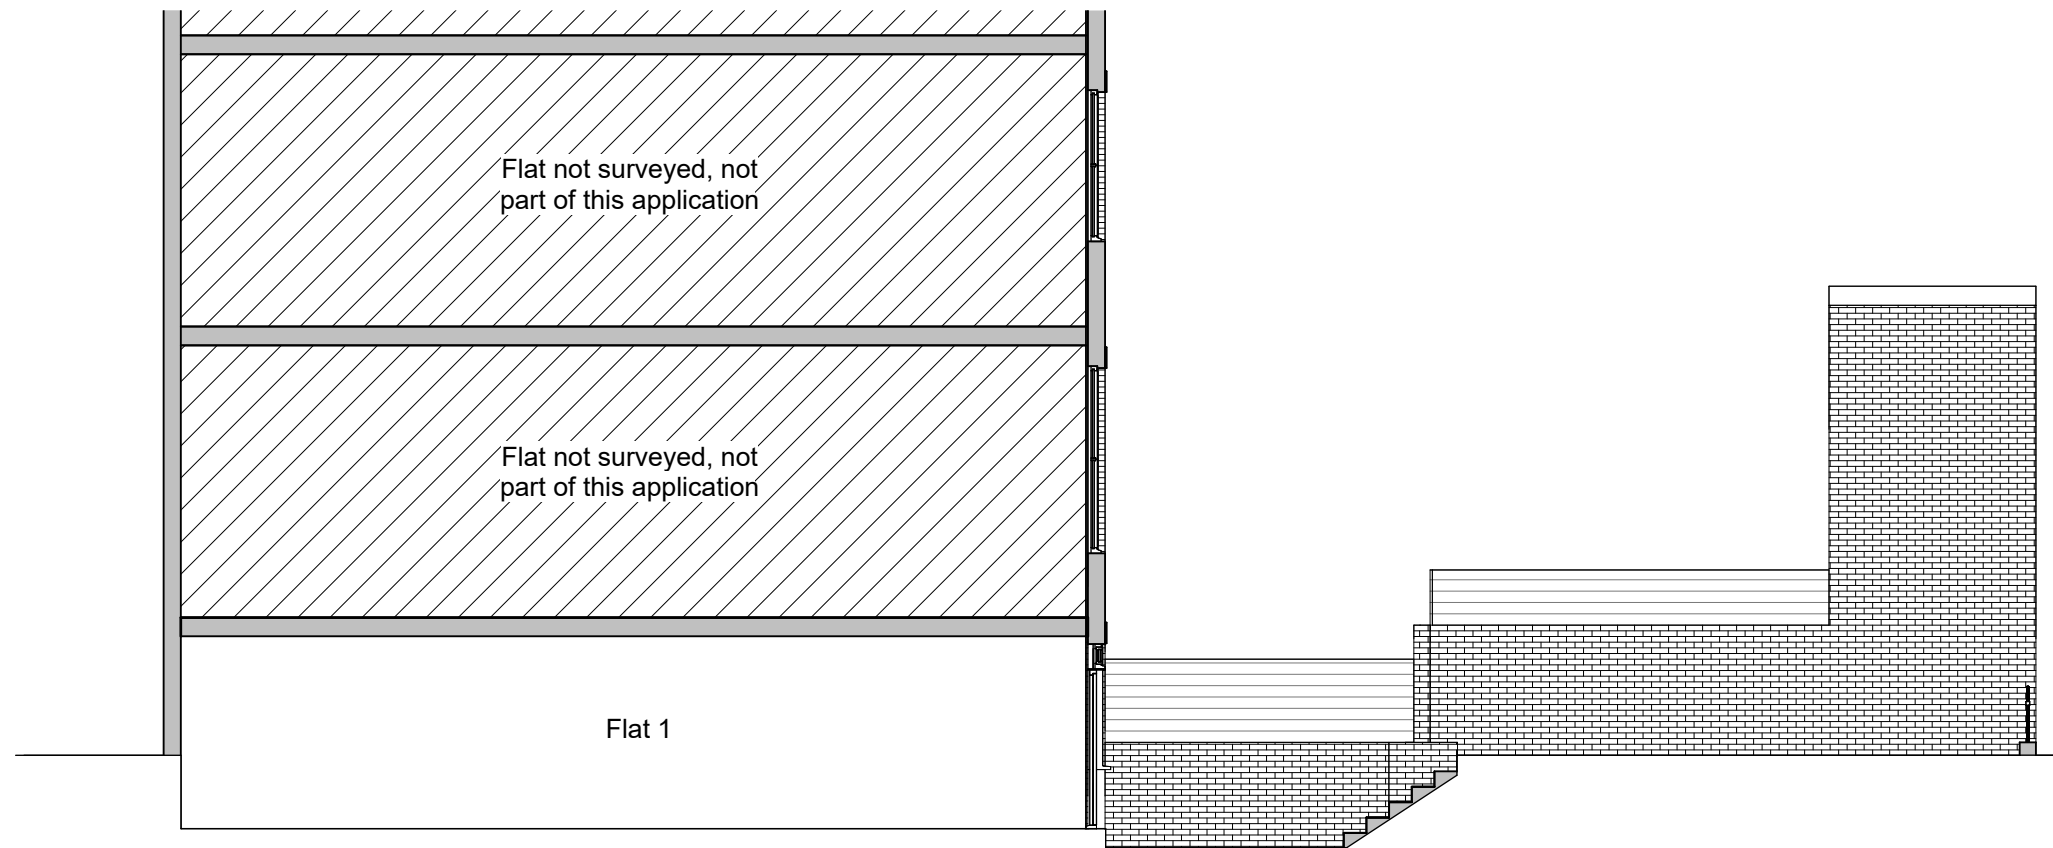 Flat not surveyed, not
part of this application
Flat not surveyed, not
part of this application
Flat 1